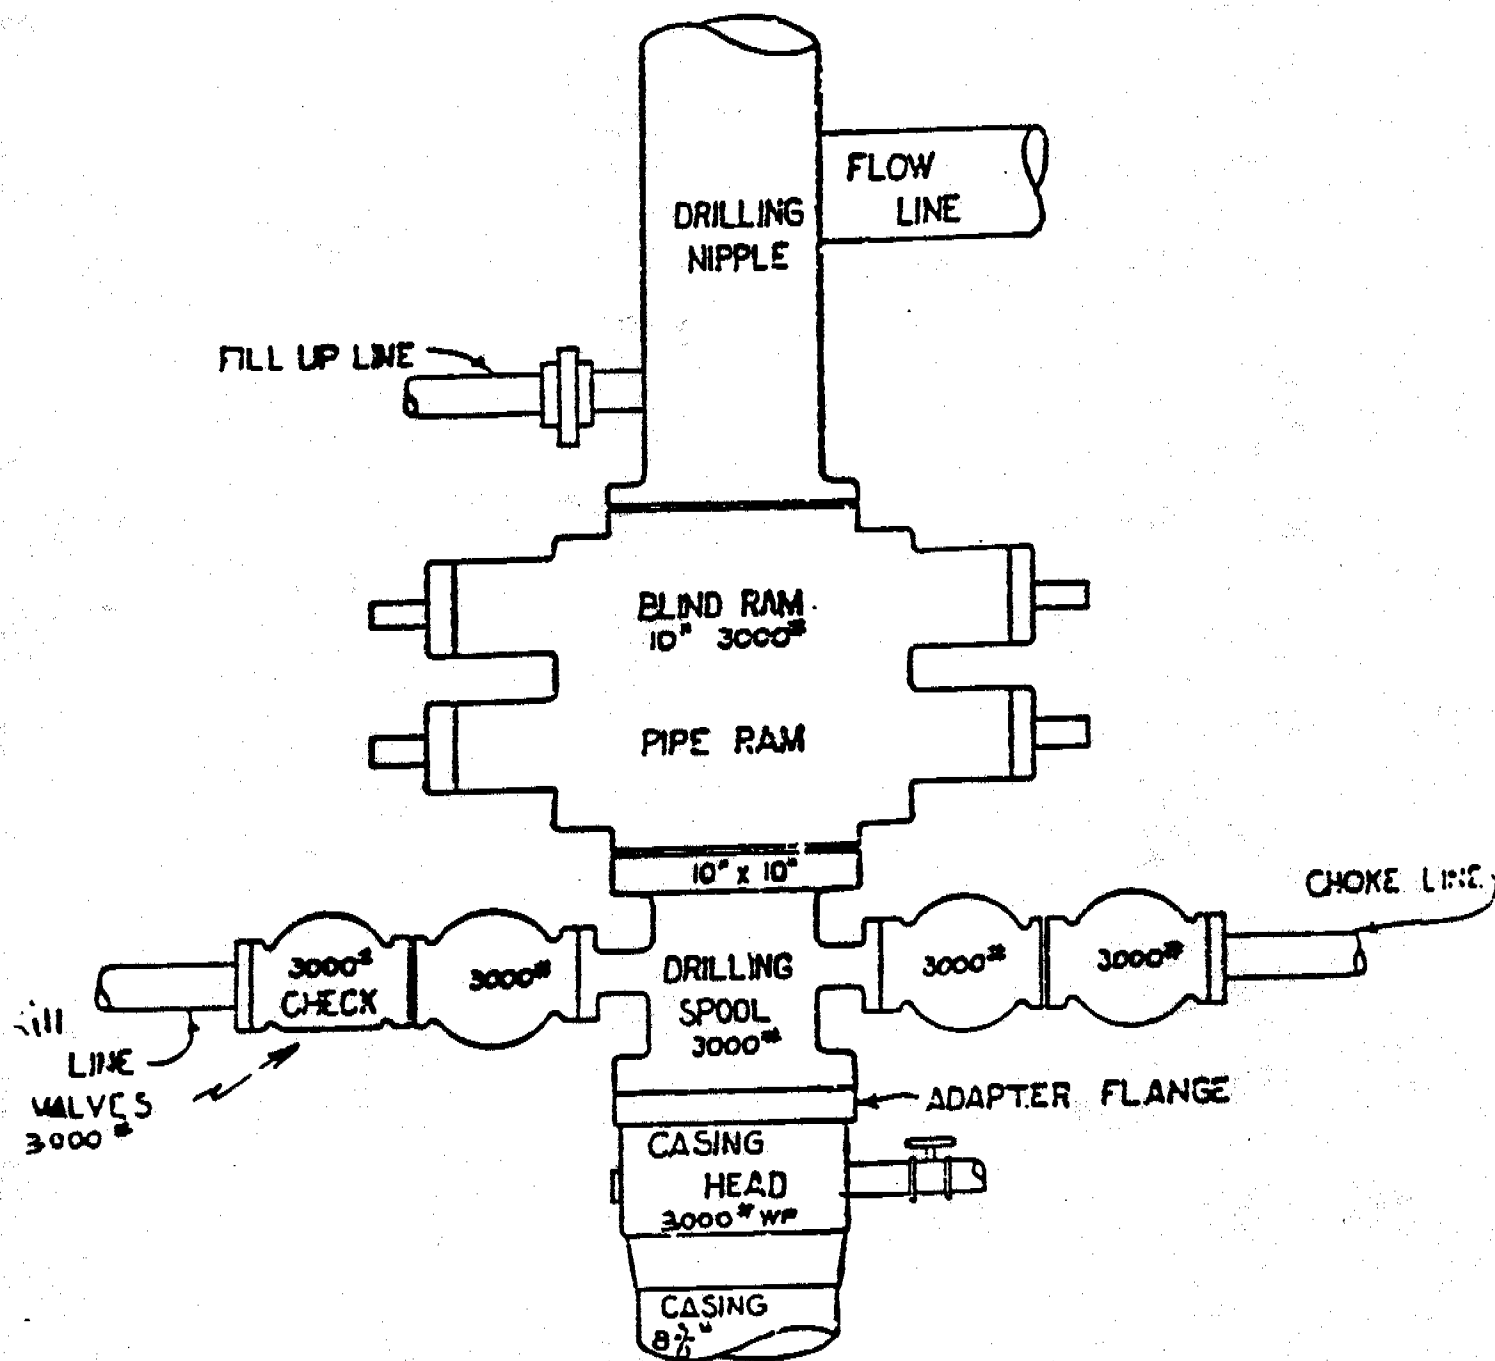 FLOW
LINE
DRILLING
NIPPLE
FILL UP LINE
BLIND RAM
10" 3000#
PIPE RAM
10" x 10"
CHOKE LINE
3000#
CHECK
3000#
DRILLING
SPOOL
3000#
3000#
3000#
ill
LINE
VALVES
3000#
ADAPTER FLANGE
CASING
HEAD
3000# WP
CASING